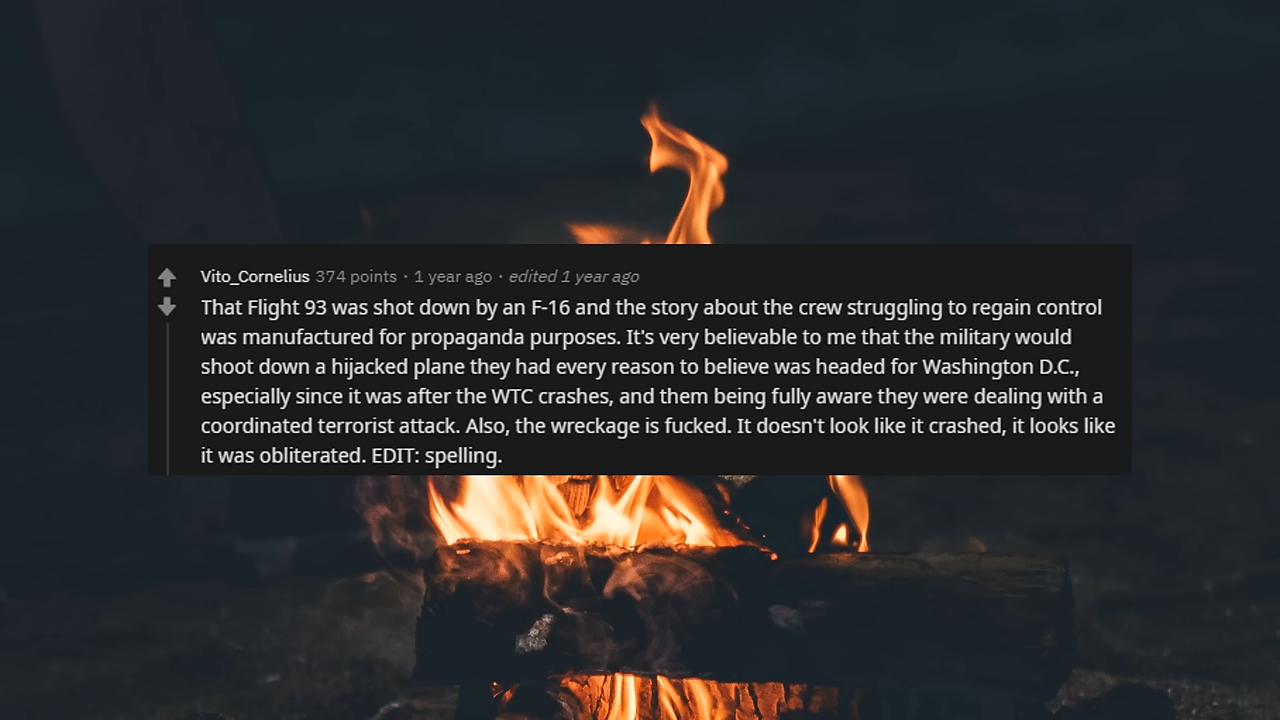 Vito_Cornelius 374 points · 1 year ago · edited 1 year ago
That Flight 93 was shot down by an F-16 and the story about the crew struggling to regain control
was manufactured for propaganda purposes. It's very believable to me that the military would
shoot down a hijacked plane they had every reason to believe was headed for Washington D.C.,
especially since it was after the WTC crashes, and them being fully aware they were dealing with a
coordinated terrorist attack. Also, the wreckage is fucked. It doesn't look like it crashed, it looks like
it was obliterated. EDIT: spelling.